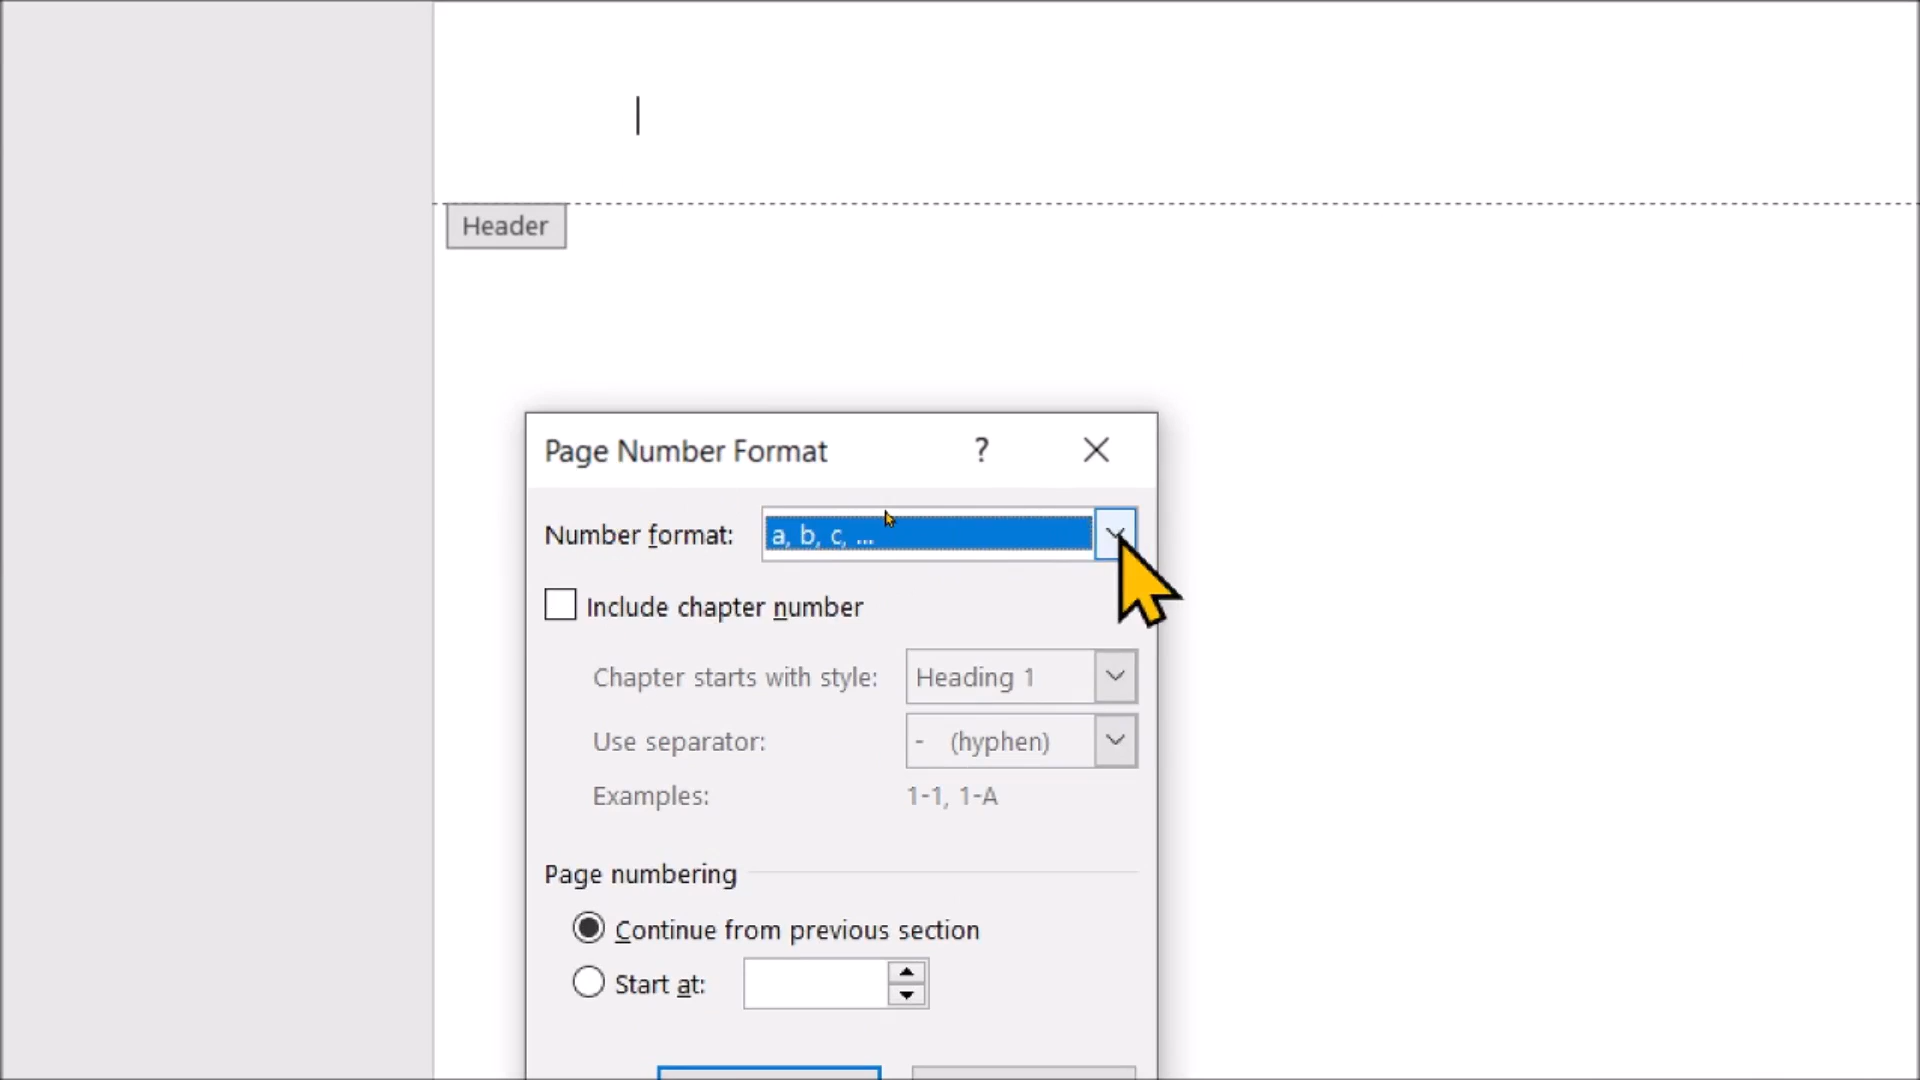 Header
Page Number Format ?
Number format: a, b, c, ...
Include chapter number
Chapter starts with style: Heading 1
Use separator: - (hyphen)
Examples: 1-1, 1-A
Page numbering
Continue from previous section
Start at: